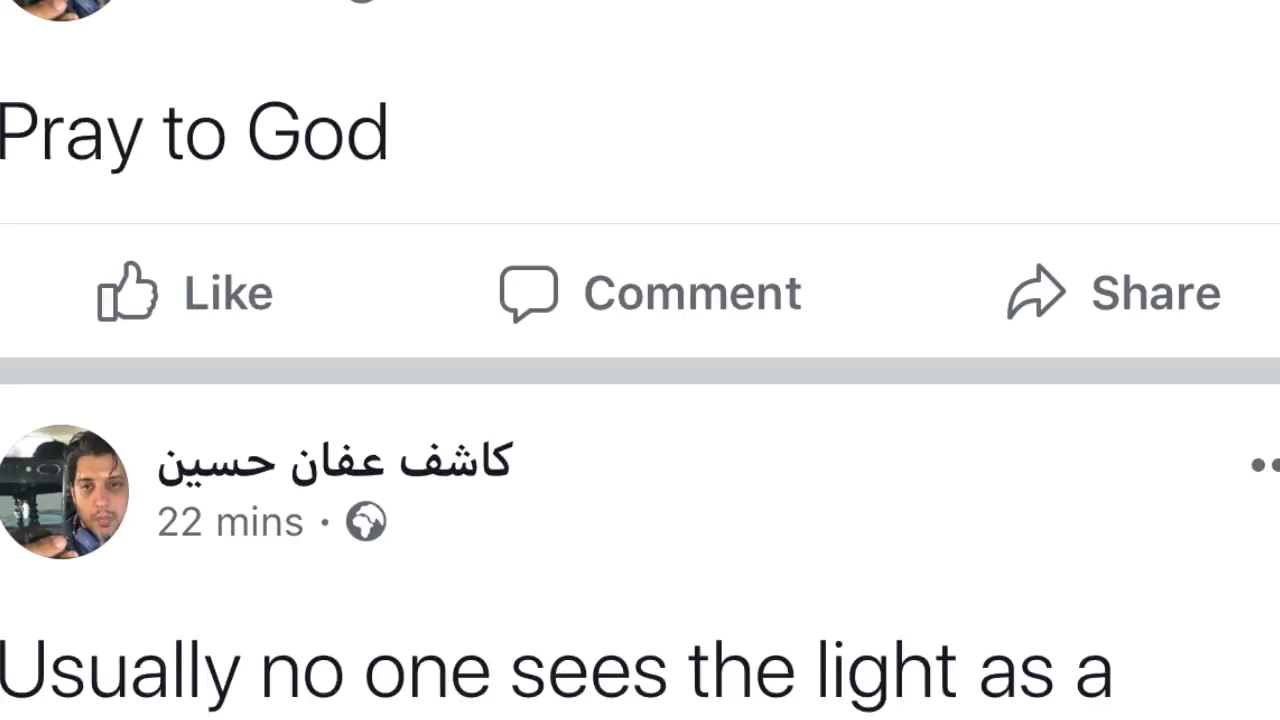 Pray to God
Like Comment Share
كاشف عفان حسين
22 mins ·
Usually no one sees the light as a